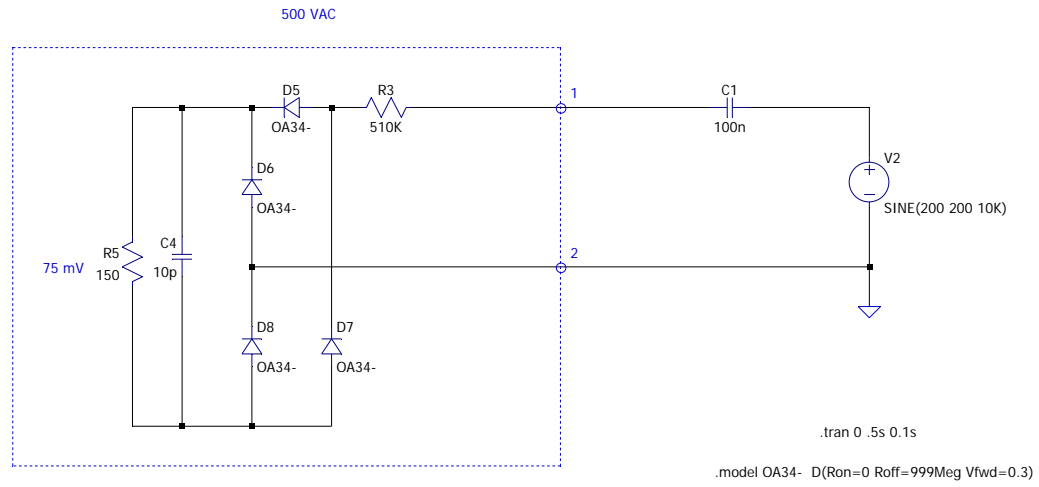 500 VAC
D5
R3
1
C1
OA34-
510K
100n
V2
D6
OA34-
SINE(200 200 10K)
R5
C4
2
75 mV
150
10p
D8
D7
OA34-
OA34-
.tran 0 .5s 0.1s
.model OA34-  D(Ron=0 Roff=999Meg Vfwd=0.3)